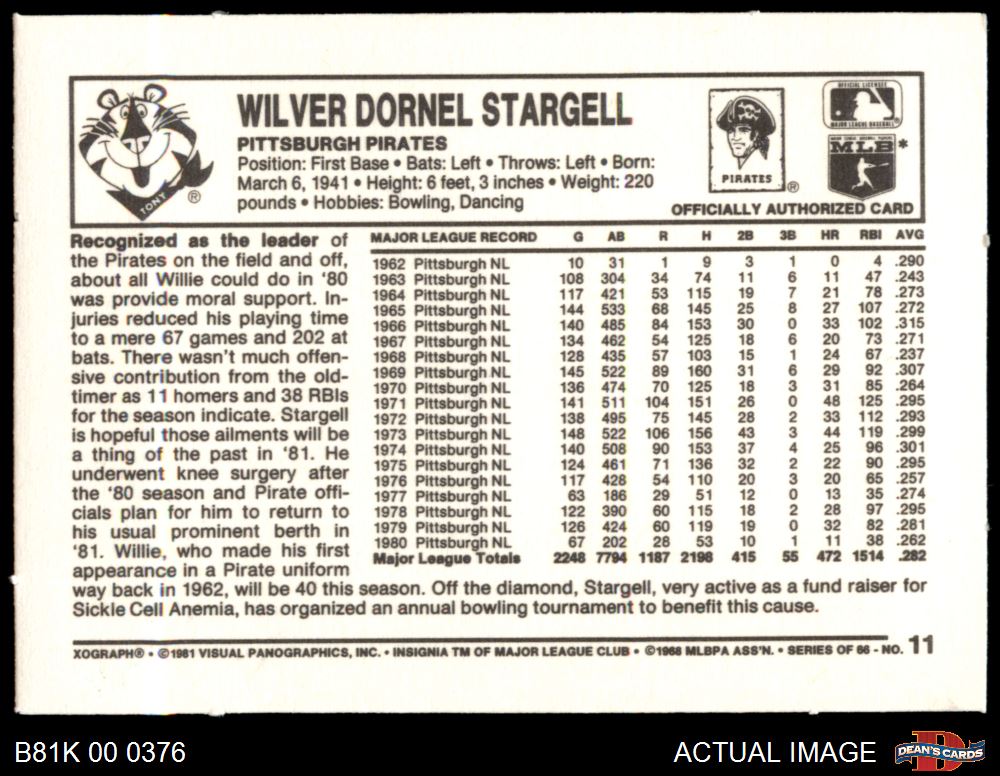 TONY
®
WILVER DORNEL STARGELL
PITTSBURGH PIRATES
Position: First Base • Bats: Left • Throws: Left • Born:
March 6, 1941 • Height: 6 feet, 3 inches • Weight: 220
pounds • Hobbies: Bowling, Dancing
PIRATES
®
OFFICIAL LICENSEE
MAJOR LEAGUE BASEBALL
MAJOR LEAGUE BASEBALL PLAYERS
MLB*
OFFICIALLY AUTHORIZED CARD
Recognized as the leader of
the Pirates on the field and off,
about all Willie could do in '80
was provide moral support. In-
juries reduced his playing time
to a mere 67 games and 202 at
bats. There wasn't much offen-
sive contribution from the old-
timer as 11 homers and 38 RBIs
for the season indicate. Stargell
is hopeful those ailments will be
a thing of the past in '81. He
underwent knee surgery after
the '80 season and Pirate offi-
cials plan for him to return to
his usual prominent berth in
'81. Willie, who made his first
appearance in a Pirate uniform
way back in 1962, will be 40 this season. Off the diamond, Stargell, very active as a fund raiser for
Sickle Cell Anemia, has organized an annual bowling tournament to benefit this cause.
MAJOR LEAGUE RECORD G AB R H 2B 3B HR RBI AVG
1962 Pittsburgh NL 10 31 1 9 3 1 0 4 .290
1963 Pittsburgh NL 108 304 34 74 11 6 11 47 .243
1964 Pittsburgh NL 117 421 53 115 19 7 21 78 .273
1965 Pittsburgh NL 144 533 68 145 25 8 27 107 .272
1966 Pittsburgh NL 140 485 84 153 30 0 33 102 .315
1967 Pittsburgh NL 134 462 54 125 18 6 20 73 .271
1968 Pittsburgh NL 128 435 57 103 15 1 24 67 .237
1969 Pittsburgh NL 145 522 89 160 31 6 29 92 .307
1970 Pittsburgh NL 136 474 70 125 18 3 31 85 .264
1971 Pittsburgh NL 141 511 104 151 26 0 48 125 .295
1972 Pittsburgh NL 138 495 75 145 28 2 33 112 .293
1973 Pittsburgh NL 148 522 106 156 43 3 44 119 .299
1974 Pittsburgh NL 140 508 90 153 37 4 25 96 .301
1975 Pittsburgh NL 124 461 71 136 32 2 22 90 .295
1976 Pittsburgh NL 117 428 54 110 20 3 20 65 .257
1977 Pittsburgh NL 63 186 29 51 12 0 13 35 .274
1978 Pittsburgh NL 122 390 60 115 18 2 28 97 .295
1979 Pittsburgh NL 126 424 60 119 19 0 32 82 .281
1980 Pittsburgh NL 67 202 28 53 10 1 11 38 .262
Major League Totals 2248 7794 1187 2198 415 55 472 1514 .282
XOGRAPH® • ©1981 VISUAL PANOGRAPHICS, INC. • INSIGNIA TM OF MAJOR LEAGUE CLUB • ©1968 MLBPA ASS'N. • SERIES OF 66 - NO. 11
B81K 00 0376
ACTUAL IMAGE
DEAN'S CARDS